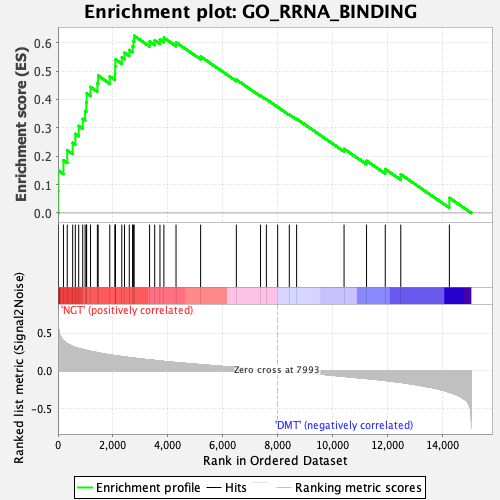 Enrichment plot: GO_RRNA_BINDING
Enrichment score (ES)
0.6
0.5
0.4
0.3
0.2
0.1
0.0
'NGT' (positively correlated)
Ranked list metric (Signal2Noise)
0.5
0.0
-0.5
Zero cross at 7993
'DMT' (negatively correlated)
0 2,000 4,000 6,000 8,000 10,000 12,000 14,000
Rank in Ordered Dataset
Enrichment profile Hits Ranking metric scores